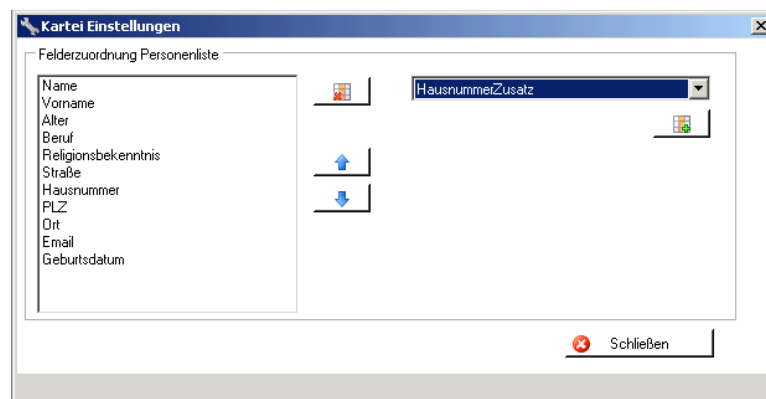 Kartei Einstellungen
Felderzuordnung Personenliste
Name
Vorname
Alter
Beruf
Religionsbekenntnis
Straße
Hausnummer
PLZ
Ort
Email
Geburtsdatum
HausnummerZusatz
Schließen